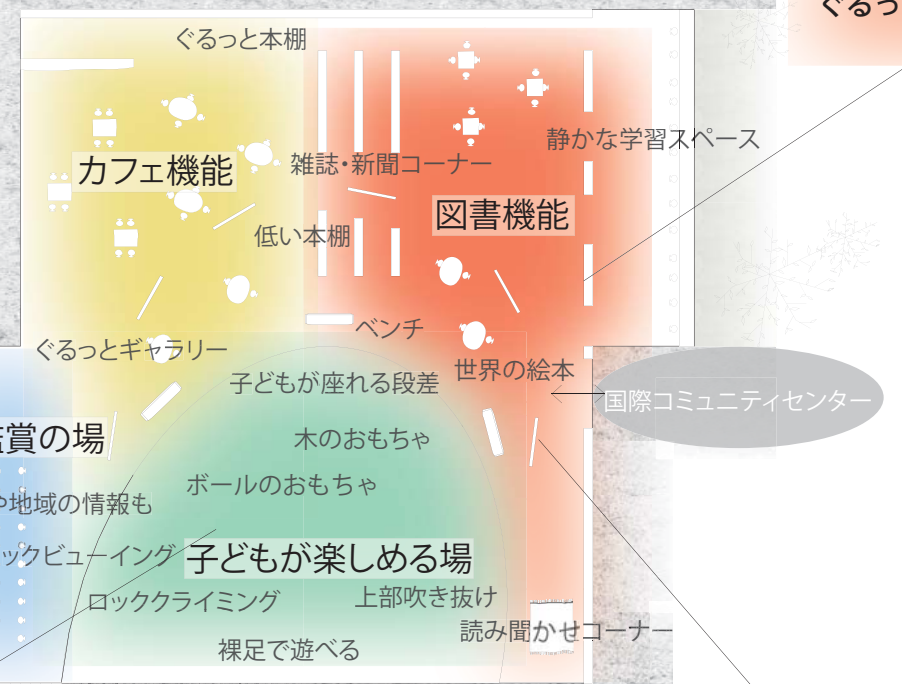 ぐるっ
ぐるっと本棚
静かな学習スペース
カフェ機能
雑誌・新聞コーナー
図書機能
低い本棚
ベンチ
ぐるっとギャラリー
世界の絵本
子どもが座れる段差
国際コミュニティセンター
賞の場
木のおもちゃ
ボールのおもちゃ
地域の情報も
ックビューイング
子どもが楽しめる場
ロッククライミング
上部吹き抜け
読み聞かせコーナー
裸足で遊べる